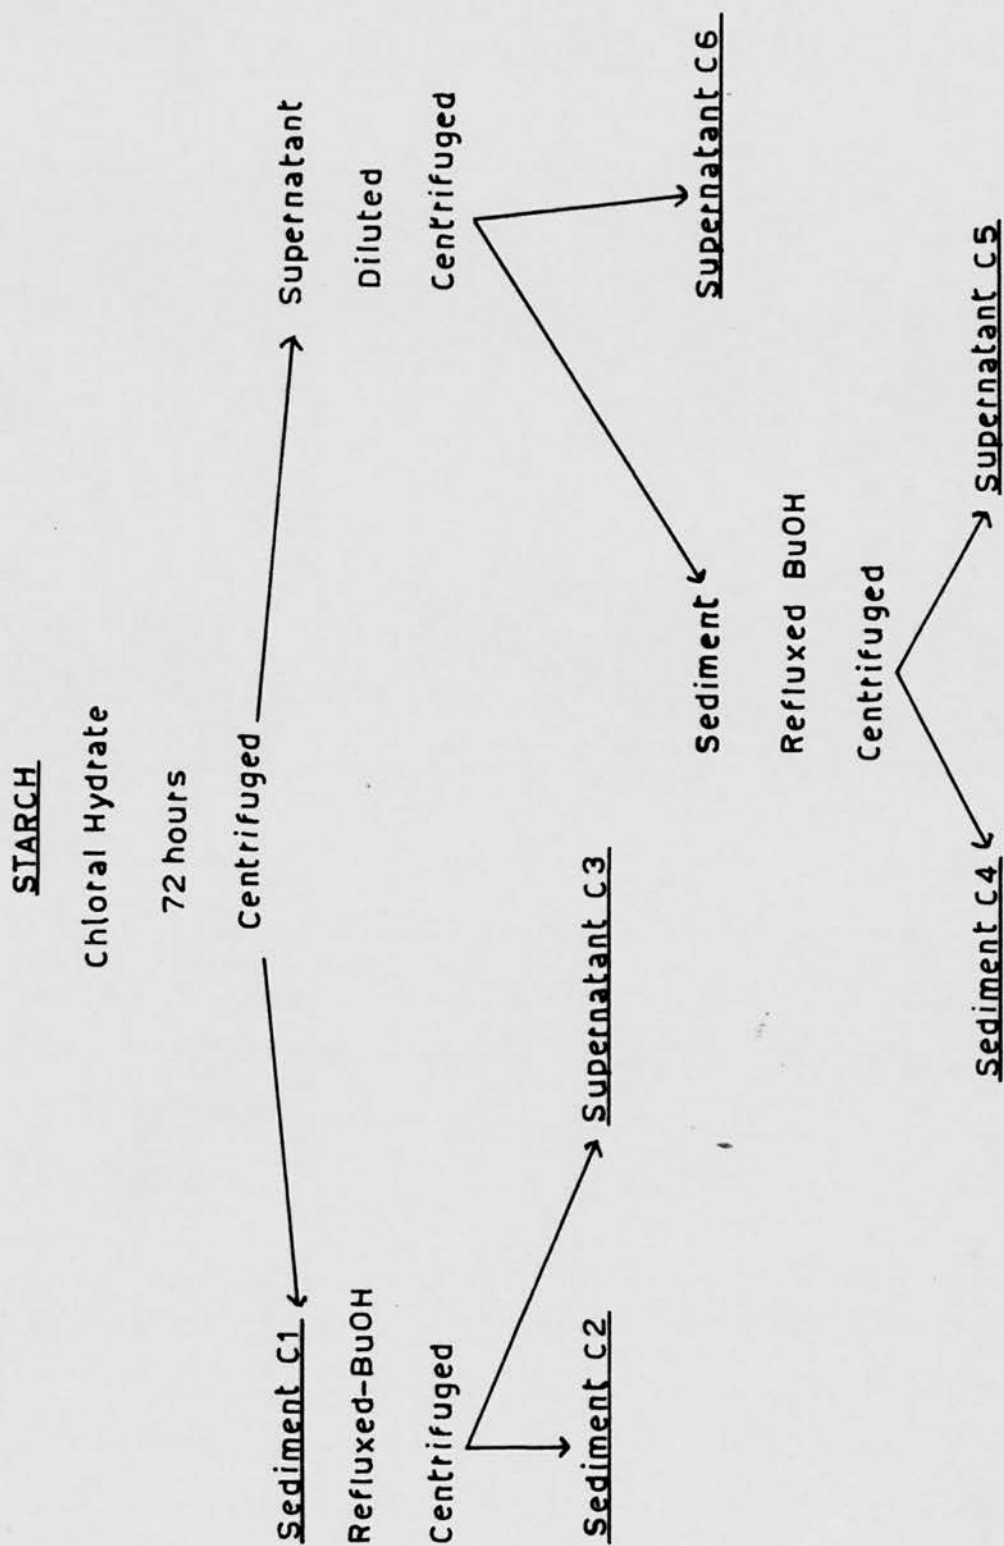 STARCH
Chloral Hydrate
72 hours
Centrifuged
Sediment C1
Refluxed-BuOH
Centrifuged
Sediment C2
Supernatant C3
Supernatant
Diluted
Centrifuged
Sediment
Refluxed BuOH
Centrifuged
Sediment C4
Supernatant C5
Supernatant C6